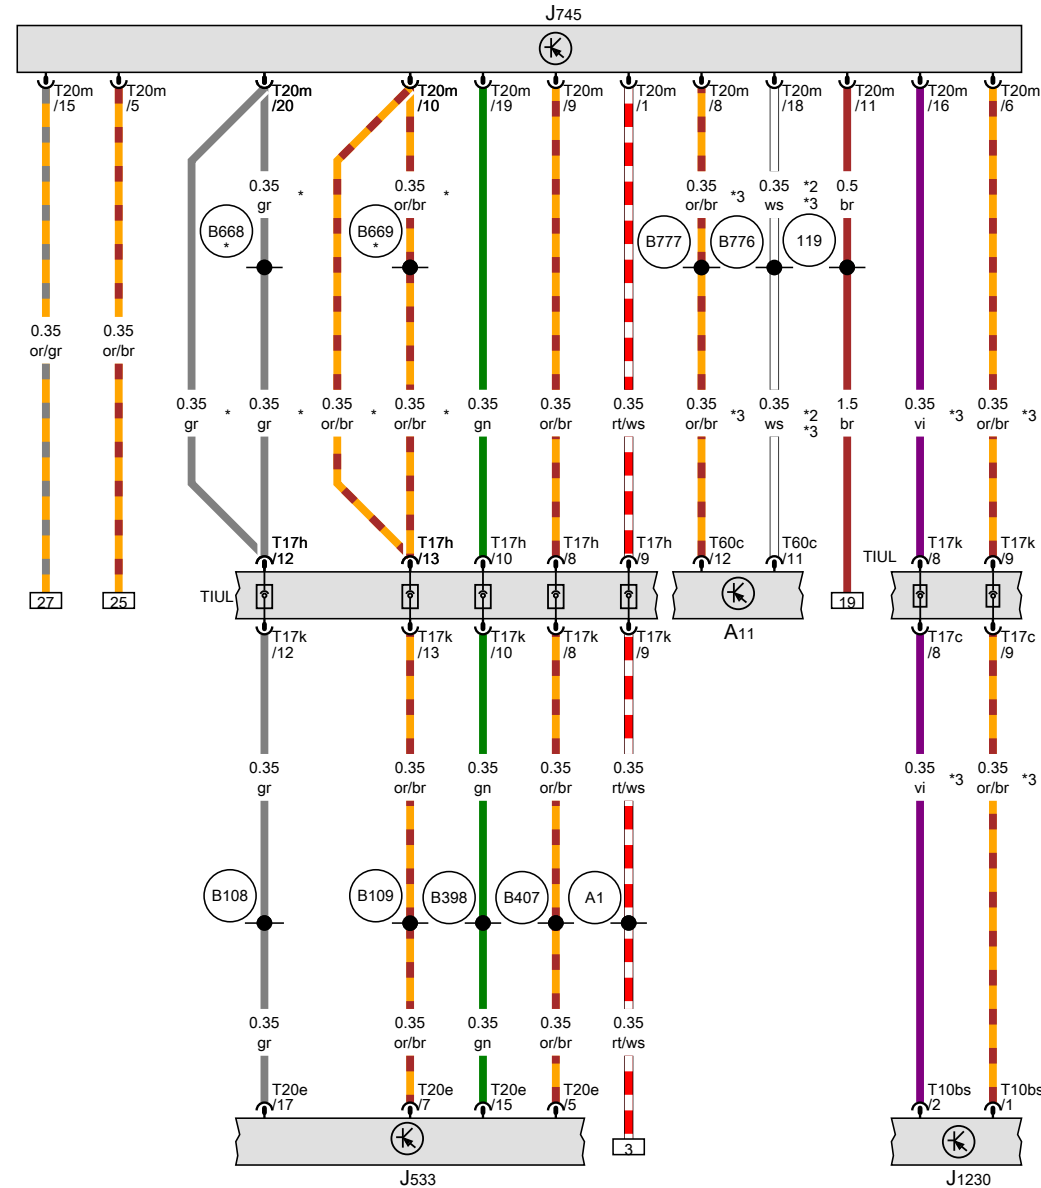 J745
T20m T20m T20m T20m T20m T20m T20m T20m T20m T20m T20m T20m
/15 /5 /20 /10 /19 /9 /1 /8 /18 /11 /16 /6
0.35 * 0.35 * 0.35 *3 0.35 *2 *3 0.5
gr or/br or/br ws br
B668 * B669 * B777 B776 119
0.35 0.35
or/gr or/br
0.35 * 0.35 * 0.35 * 0.35 * 0.35 0.35 0.35 0.35 *3 0.35 *2 *3 1.5 0.35 *3 0.35 *3
gr gr or/br or/br gn or/br rt/ws or/br ws br vi or/br
T17h T17h T17h T17h T17h T60c T60c T17k T17k
/12 /13 /10 /8 /9 /12 /11 /8 /9
TIUL
27 25 TIUL 19
A11
T17k T17k T17k T17k T17k T17c T17c
/12 /13 /10 /8 /9 /8 /9
0.35 0.35 0.35 0.35 0.35 0.35 *3 0.35 *3
gr or/br gn or/br rt/ws vi or/br
B108 B109 B398 B407 A1
0.35 0.35 0.35 0.35 0.35
gr or/br gn or/br rt/ws
T20e T20e T20e T20e T10bs T10bs
/17 /7 /15 /5 /2 /1
3
J533 J1230